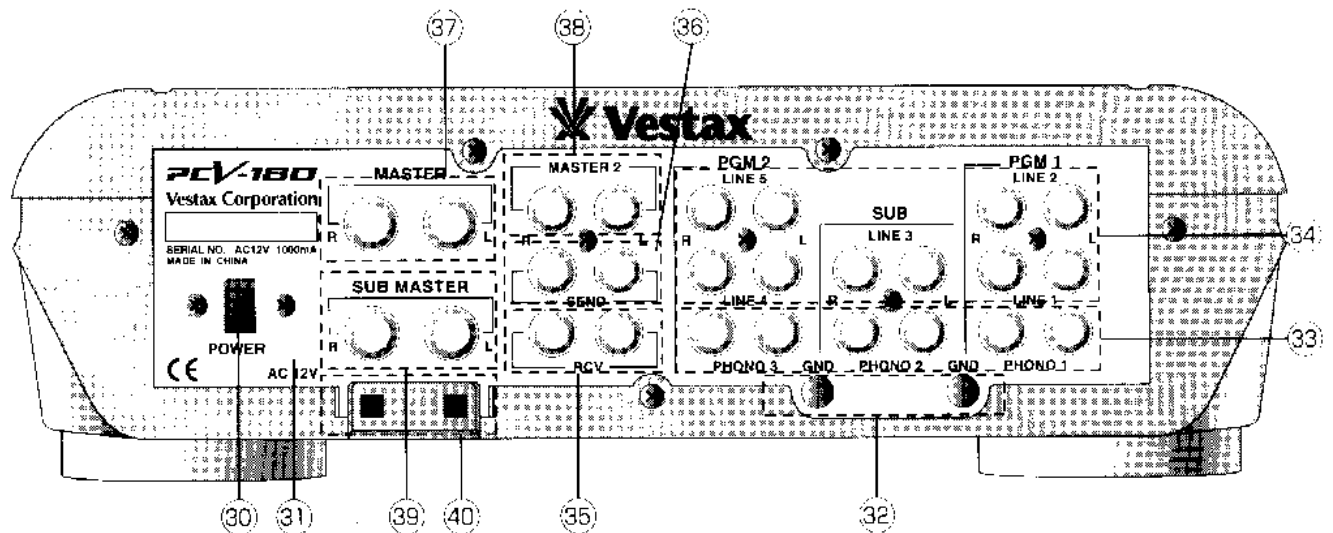 37
38
36
Vestax
PCV-180
Vestax Corporation
SERIAL NO. AC12V 1000mA
MADE IN CHINA
POWER
CE
AC 12V
MASTER
R L
SUB MASTER
R L
MASTER 2
R L
SEND
RCV
PGM 2
LINE 5
R L
LINE 4
SUB
LINE 3
R L
PGM 1
LINE 2
R L
LINE 1
PHONO 3 GND PHONO 2 GND PHONO 1
34
33
30
31
39
40
35
32